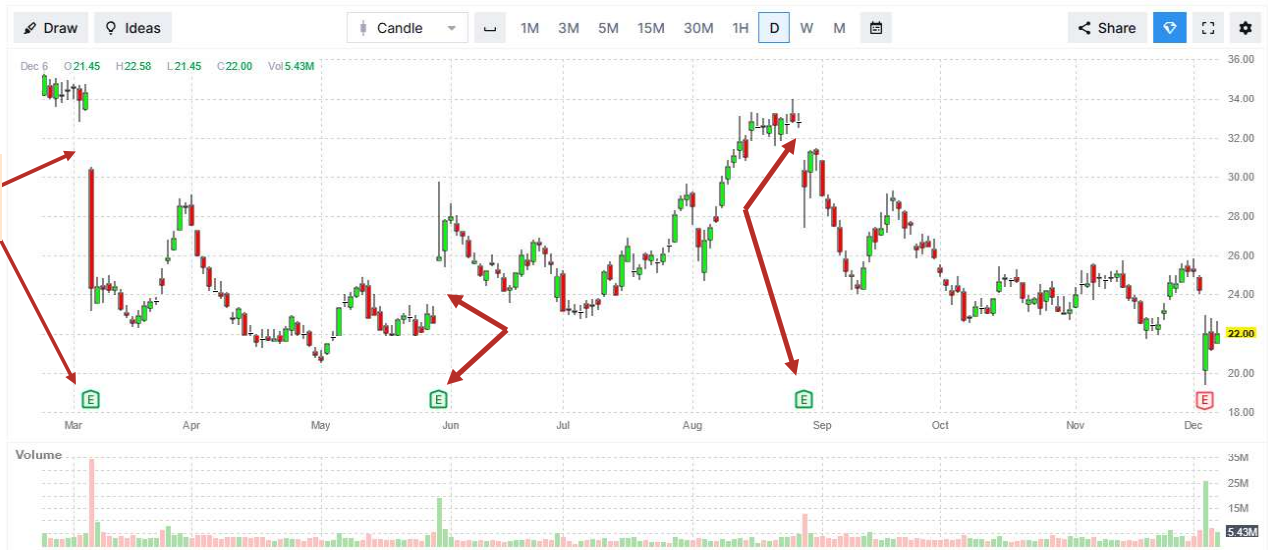 Draw Ideas Candle 1M 3M 5M 15M 30M 1H D W M Share
Dec 6 O21.45 H22.58 L21.45 C22.00 Vol5.43M
36.00
34.00
32.00
30.00
28.00
26.00
24.00
22.00
20.00
E E E E
18.00
Mar Apr May Jun Jul Aug Sep Oct Nov Dec
Volume
35M
25M
15M
5.43M